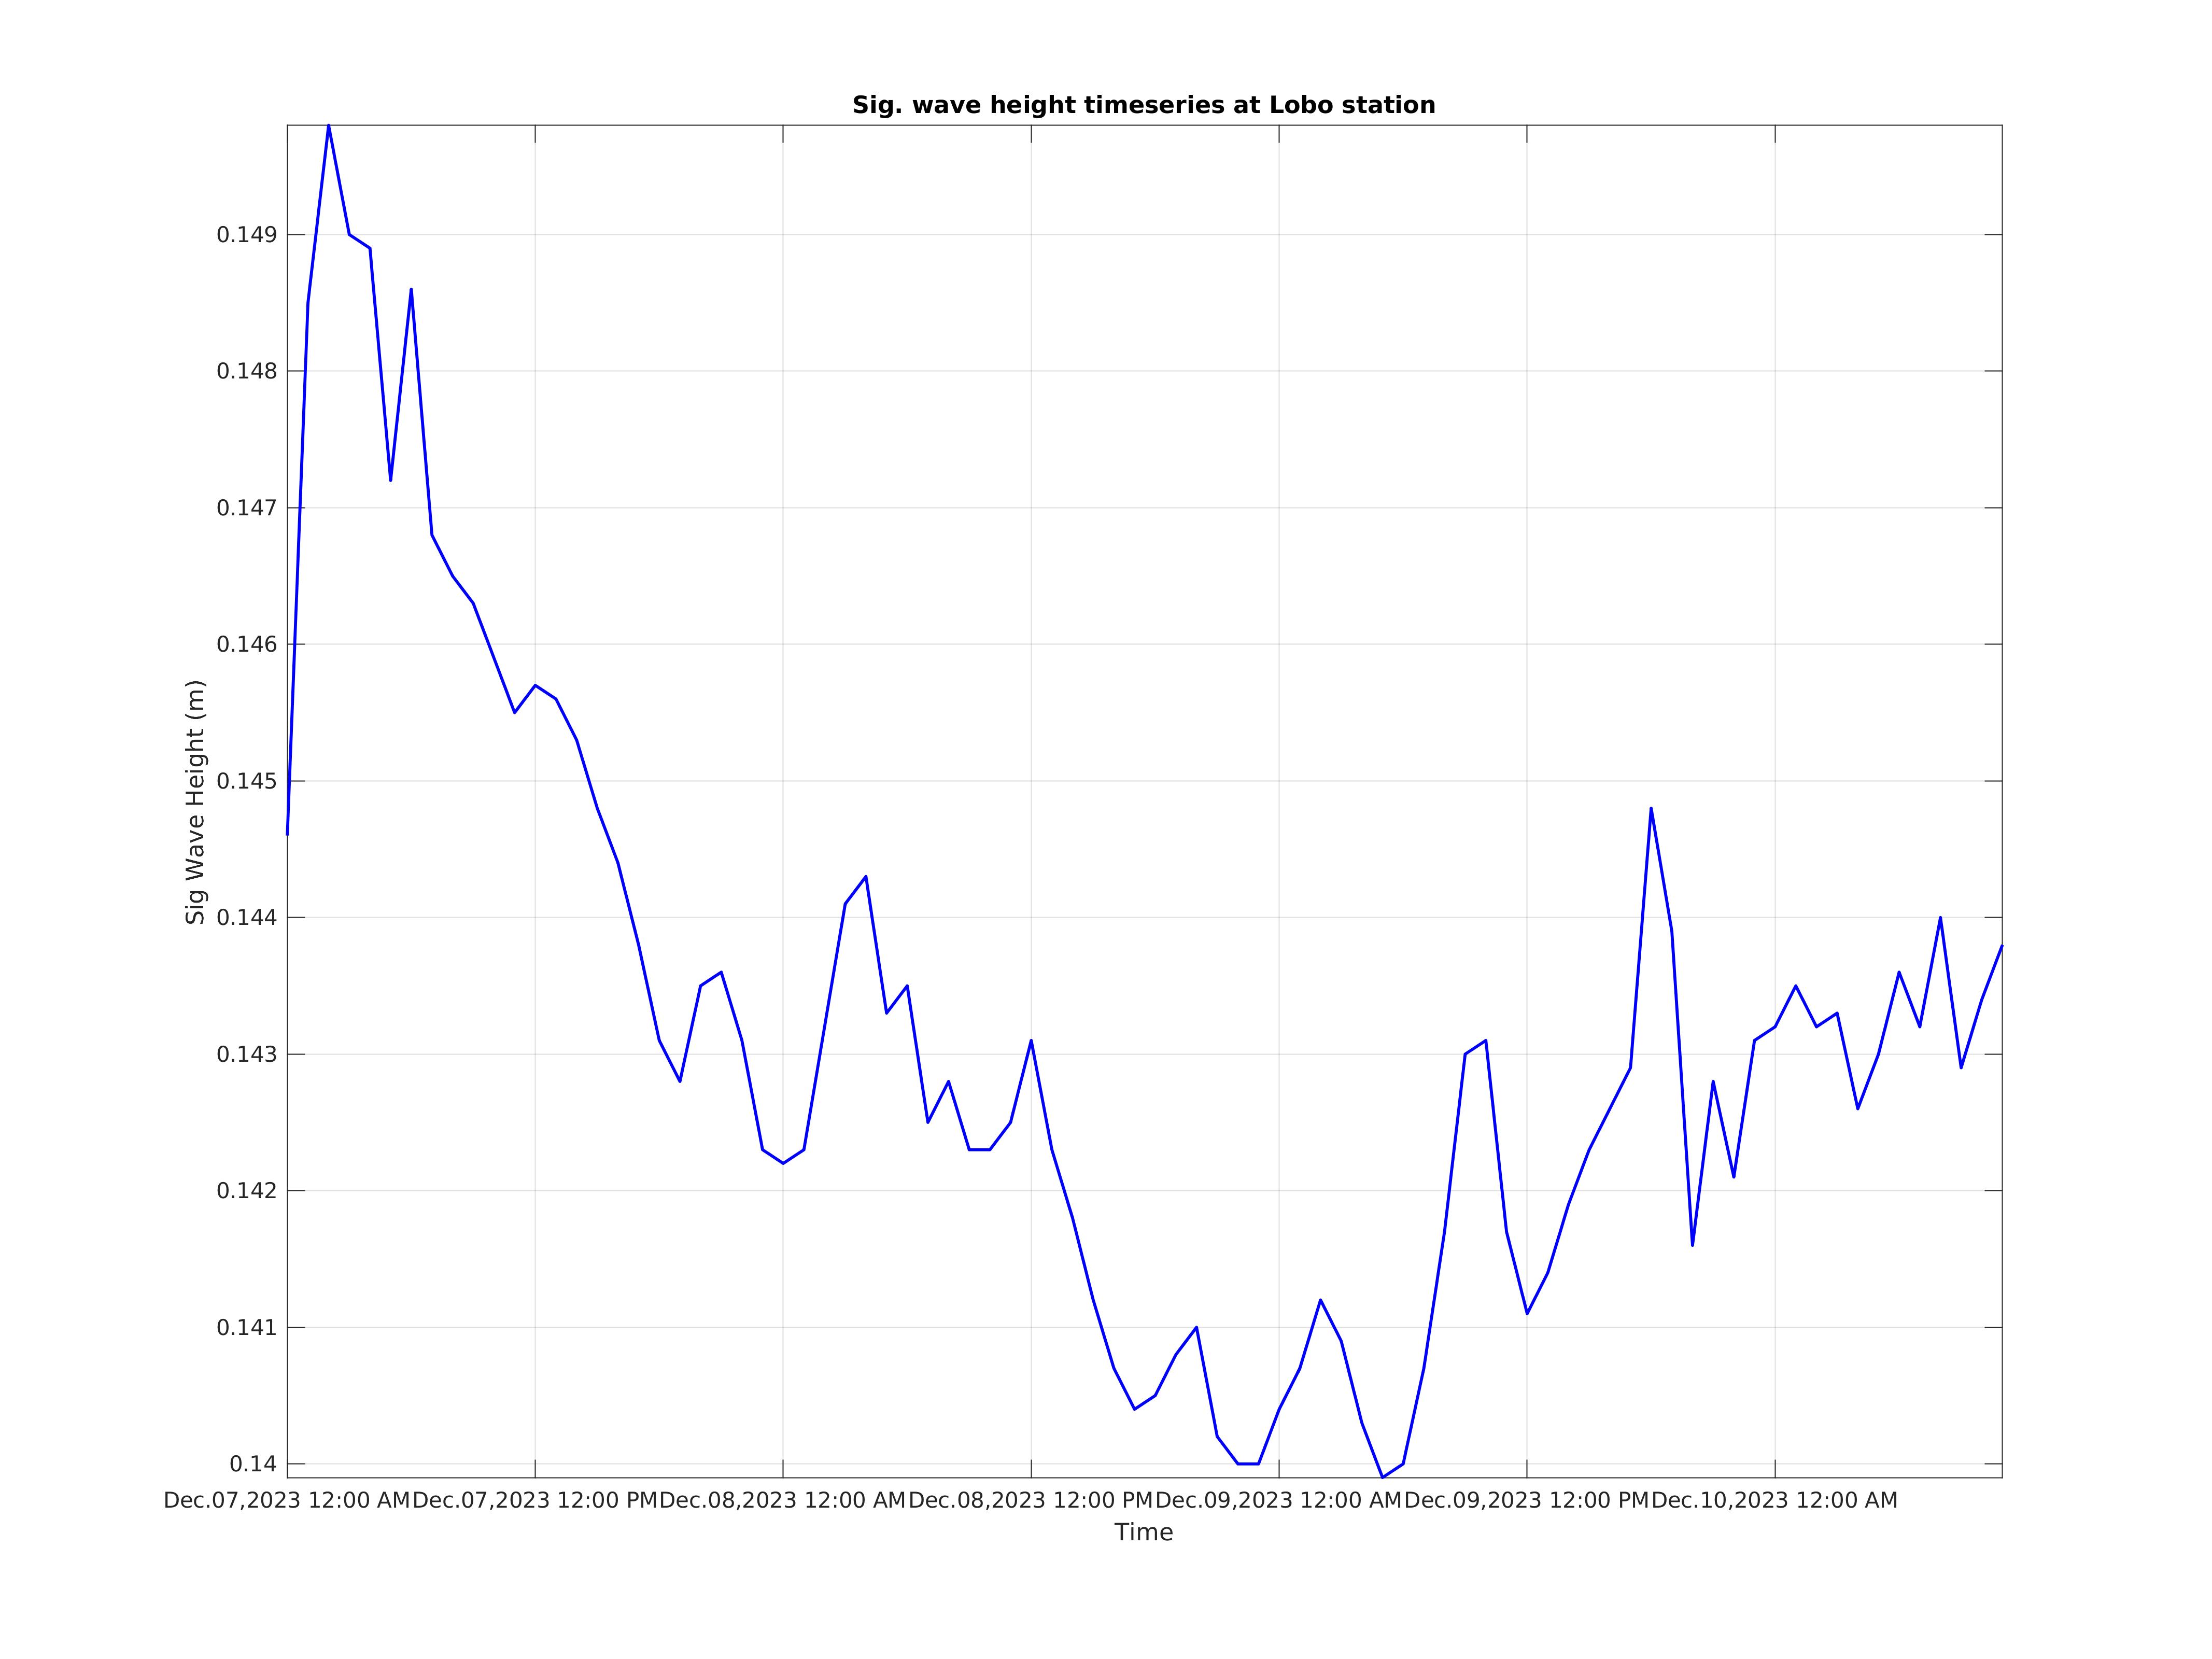 Sig. wave height timeseries at Lobo station
0.149
0.148
0.147
0.146
0.145
0.144
0.143
0.142
0.141
0.14
Sig Wave Height (m)
Dec.07,2023 12:00 AM Dec.07,2023 12:00 PM Dec.08,2023 12:00 AM Dec.08,2023 12:00 PM Dec.09,2023 12:00 AM Dec.09,2023 12:00 PM Dec.10,2023 12:00 AM
Time